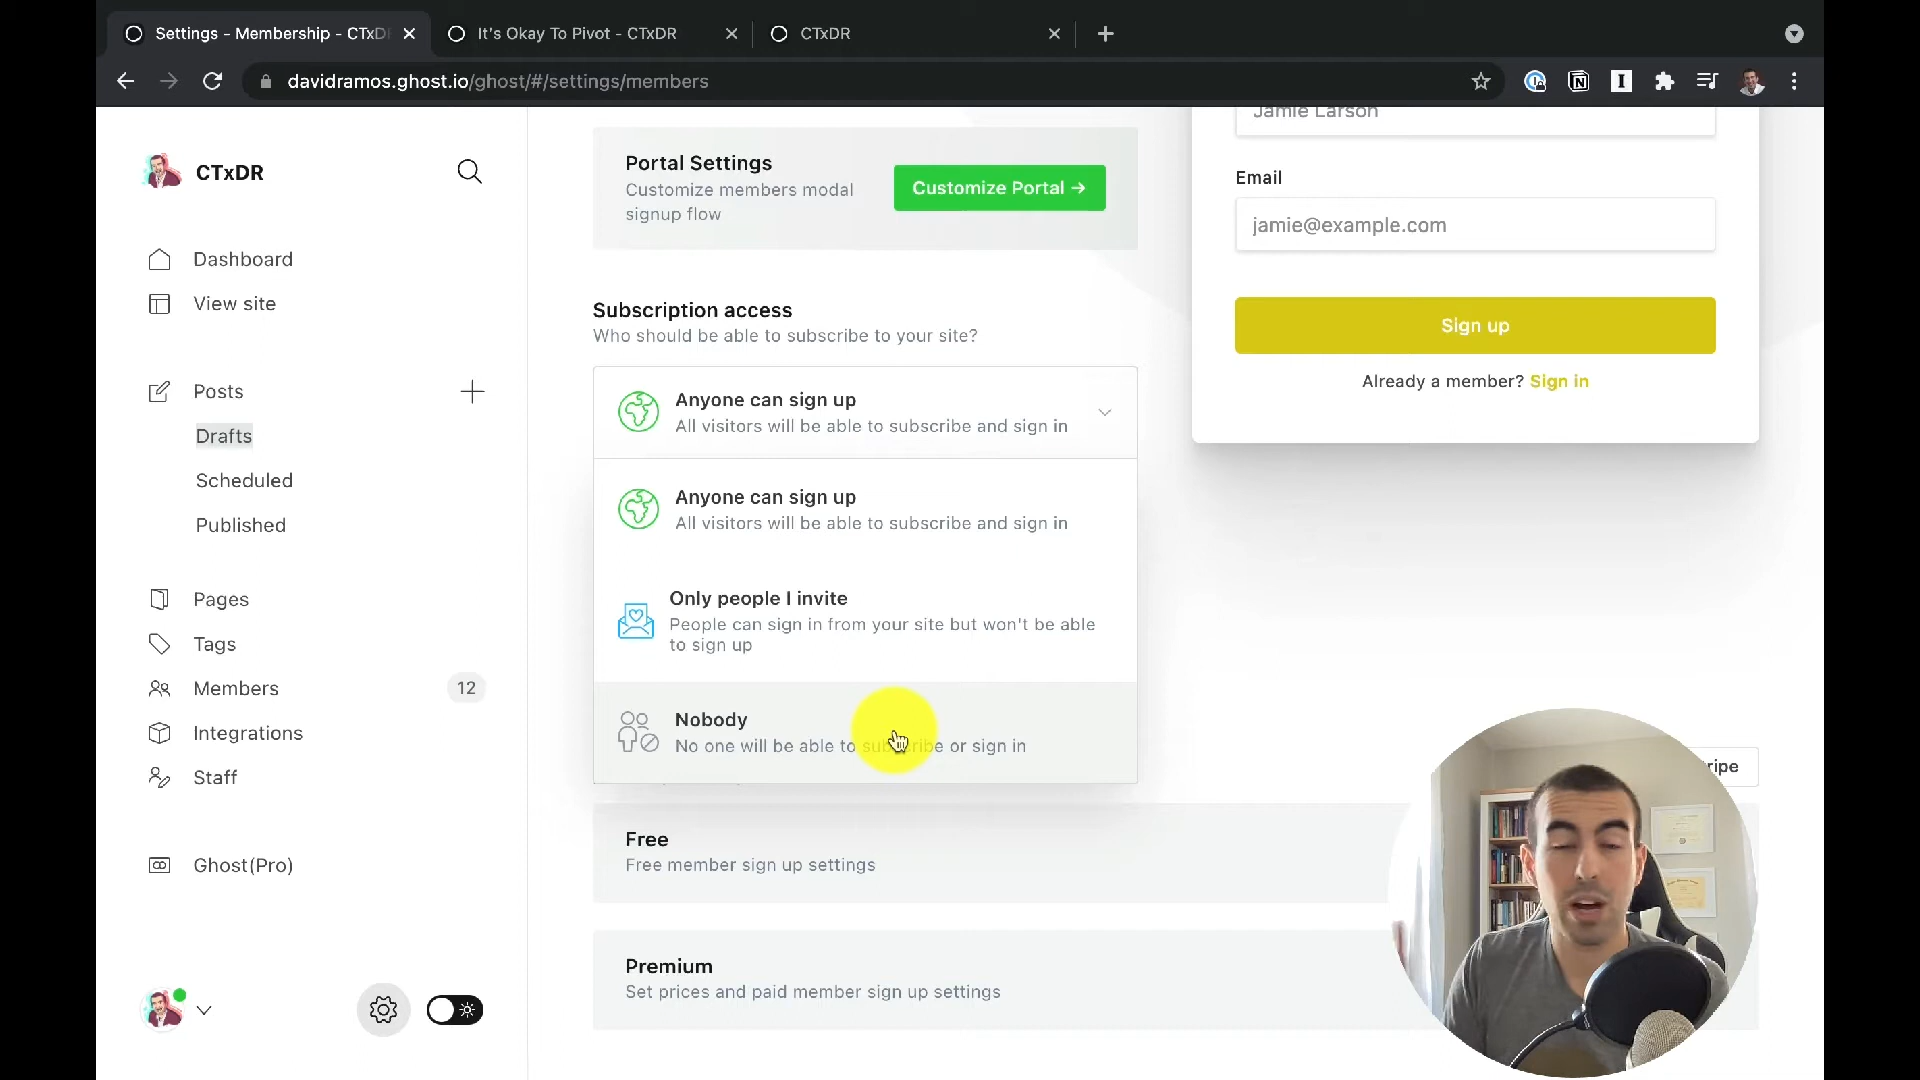 Settings - Membership - CTxDR
It's Okay To Pivot - CTxDR
CTxDR
davidramos.ghost.io/ghost/#/settings/members
CTxDR
Dashboard
View site
Posts
Drafts
Scheduled
Published
Pages
Tags
Members
12
Integrations
Staff
Ghost(Pro)
Portal Settings
Customize members modal
signup flow
Customize Portal →
Subscription access
Who should be able to subscribe to your site?
Anyone can sign up
All visitors will be able to subscribe and sign in
Anyone can sign up
All visitors will be able to subscribe and sign in
Only people I invite
People can sign in from your site but won't be able
to sign up
Nobody
No one will be able to subscribe or sign in
Free
Free member sign up settings
Premium
Set prices and paid member sign up settings
Jamie Larson
Email
jamie@example.com
Sign up
Already a member? Sign in
ripe